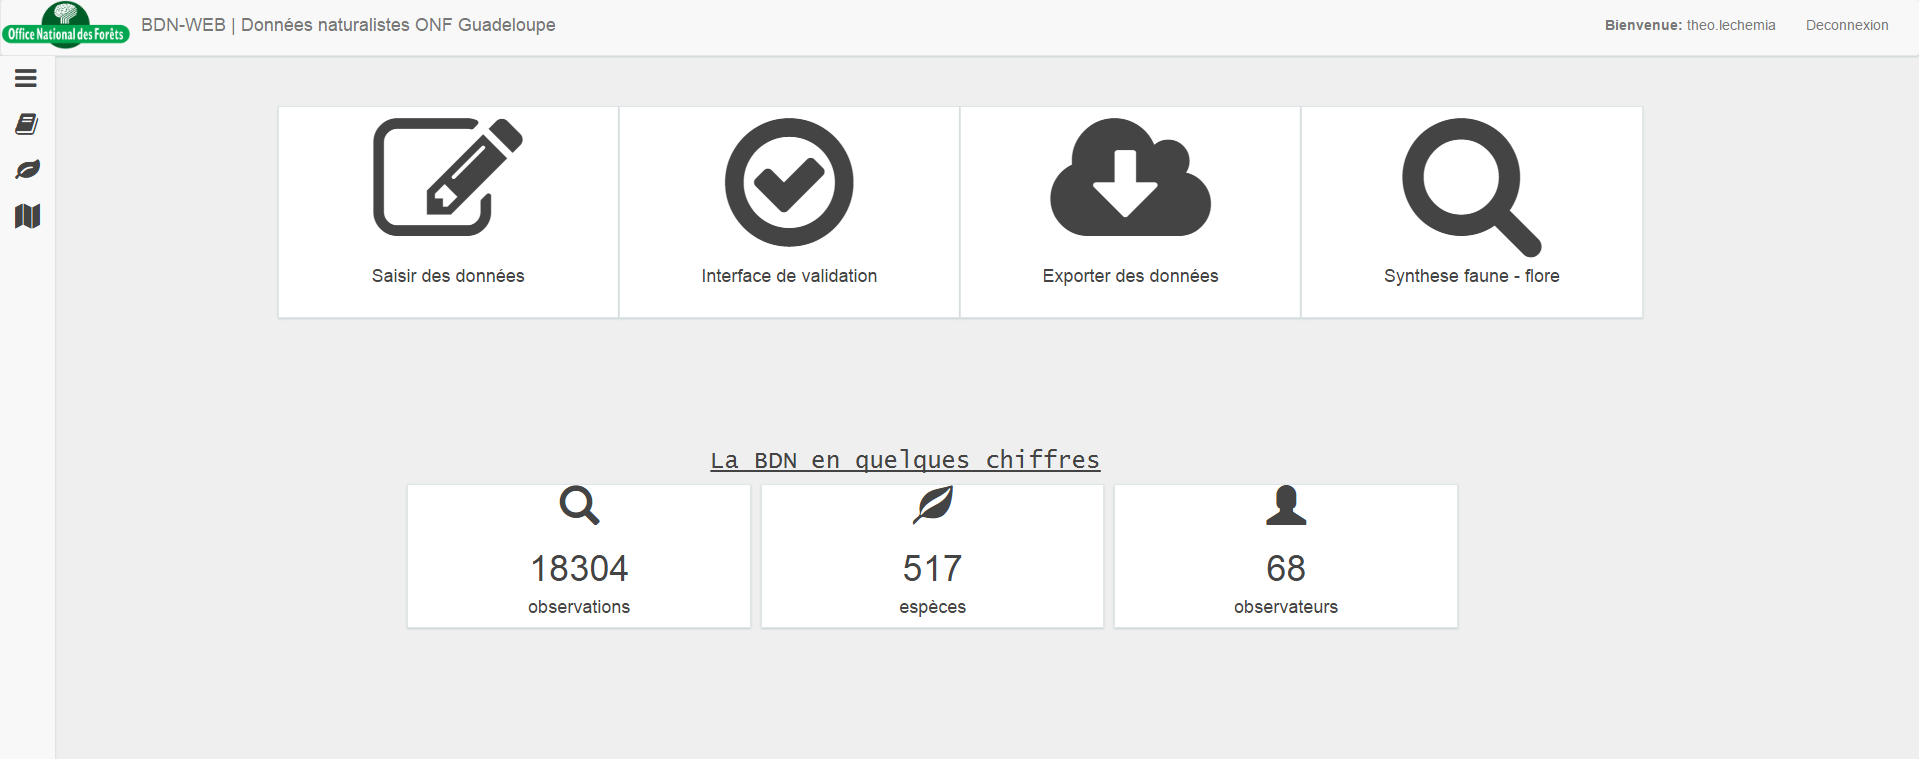 Office National des Forêts
BDN-WEB | Données naturalistes ONF Guadeloupe
Bienvenue: theo.lechemia
Deconnexion
Saisir des données
Interface de validation
Exporter des données
Synthese faune - flore
La BDN en quelques chiffres
18304
observations
517
espèces
68
observateurs